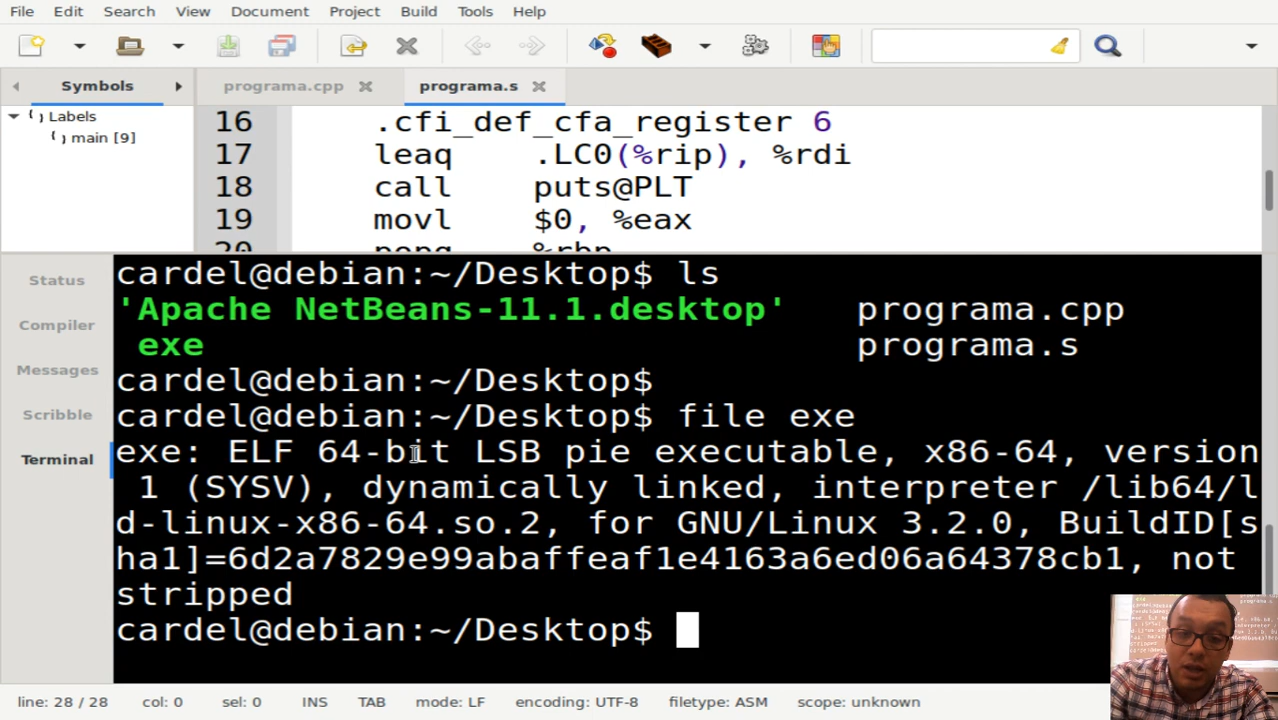 File Edit Search View Document Project Build Tools Help
Symbols programa.cpp programa.s
Labels
main [9]
16 .cfi_def_cfa_register 6
17 leaq .LC0(%rip), %rdi
18 call puts@PLT
19 movl $0, %eax
20 popq %rbp
Status
Compiler
Messages
Scribble
Terminal
cardel@debian:~/Desktop$ ls
'Apache NetBeans-11.1.desktop' programa.cpp
exe programa.s
cardel@debian:~/Desktop$
cardel@debian:~/Desktop$ file exe
exe: ELF 64-bit LSB pie executable, x86-64, version
1 (SYSV), dynamically linked, interpreter /lib64/l
d-linux-x86-64.so.2, for GNU/Linux 3.2.0, BuildID[s
ha1]=6d2a7829e99abaffeaf1e4163a6ed06a64378cb1, not
stripped
cardel@debian:~/Desktop$
line: 28 / 28 col: 0 sel: 0 INS TAB mode: LF encoding: UTF-8 filetype: ASM scope: unknown